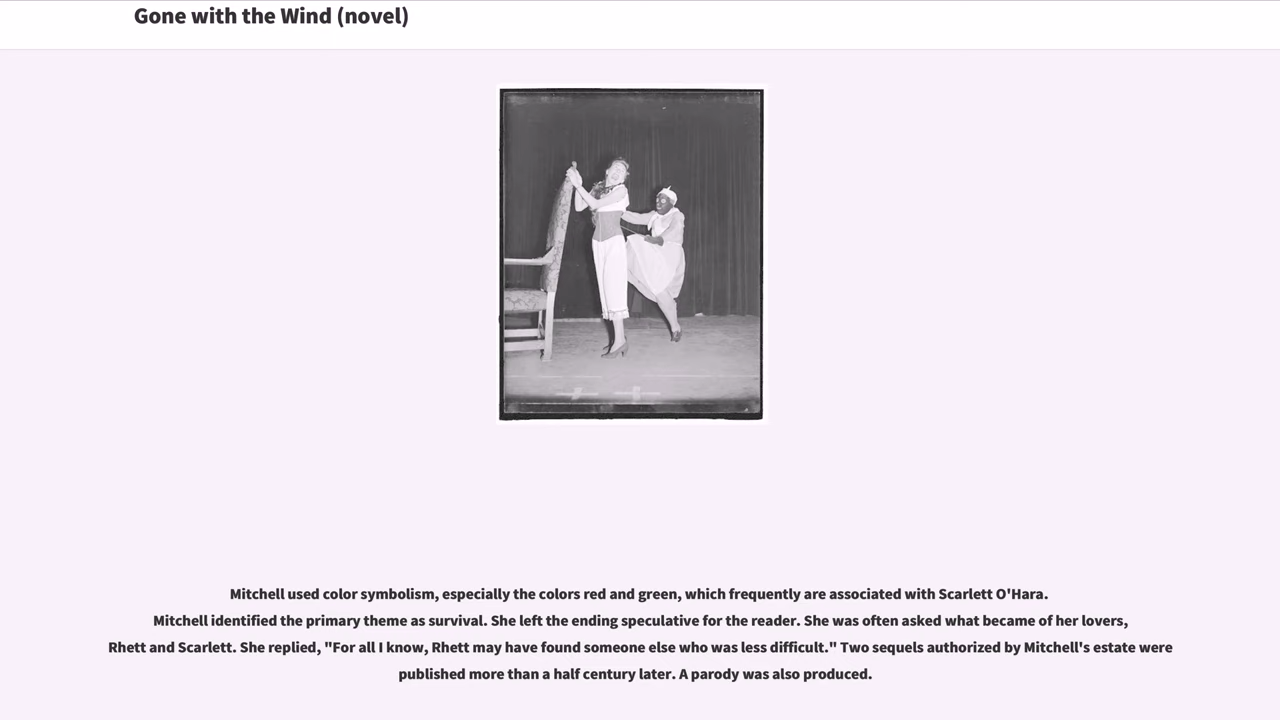 Gone with the Wind (novel)
Mitchell used color symbolism, especially the colors red and green, which frequently are associated with Scarlett O'Hara.
Mitchell identified the primary theme as survival. She left the ending speculative for the reader. She was often asked what became of her lovers,
Rhett and Scarlett. She replied, "For all I know, Rhett may have found someone else who was less difficult." Two sequels authorized by Mitchell's estate were
published more than a half century later. A parody was also produced.